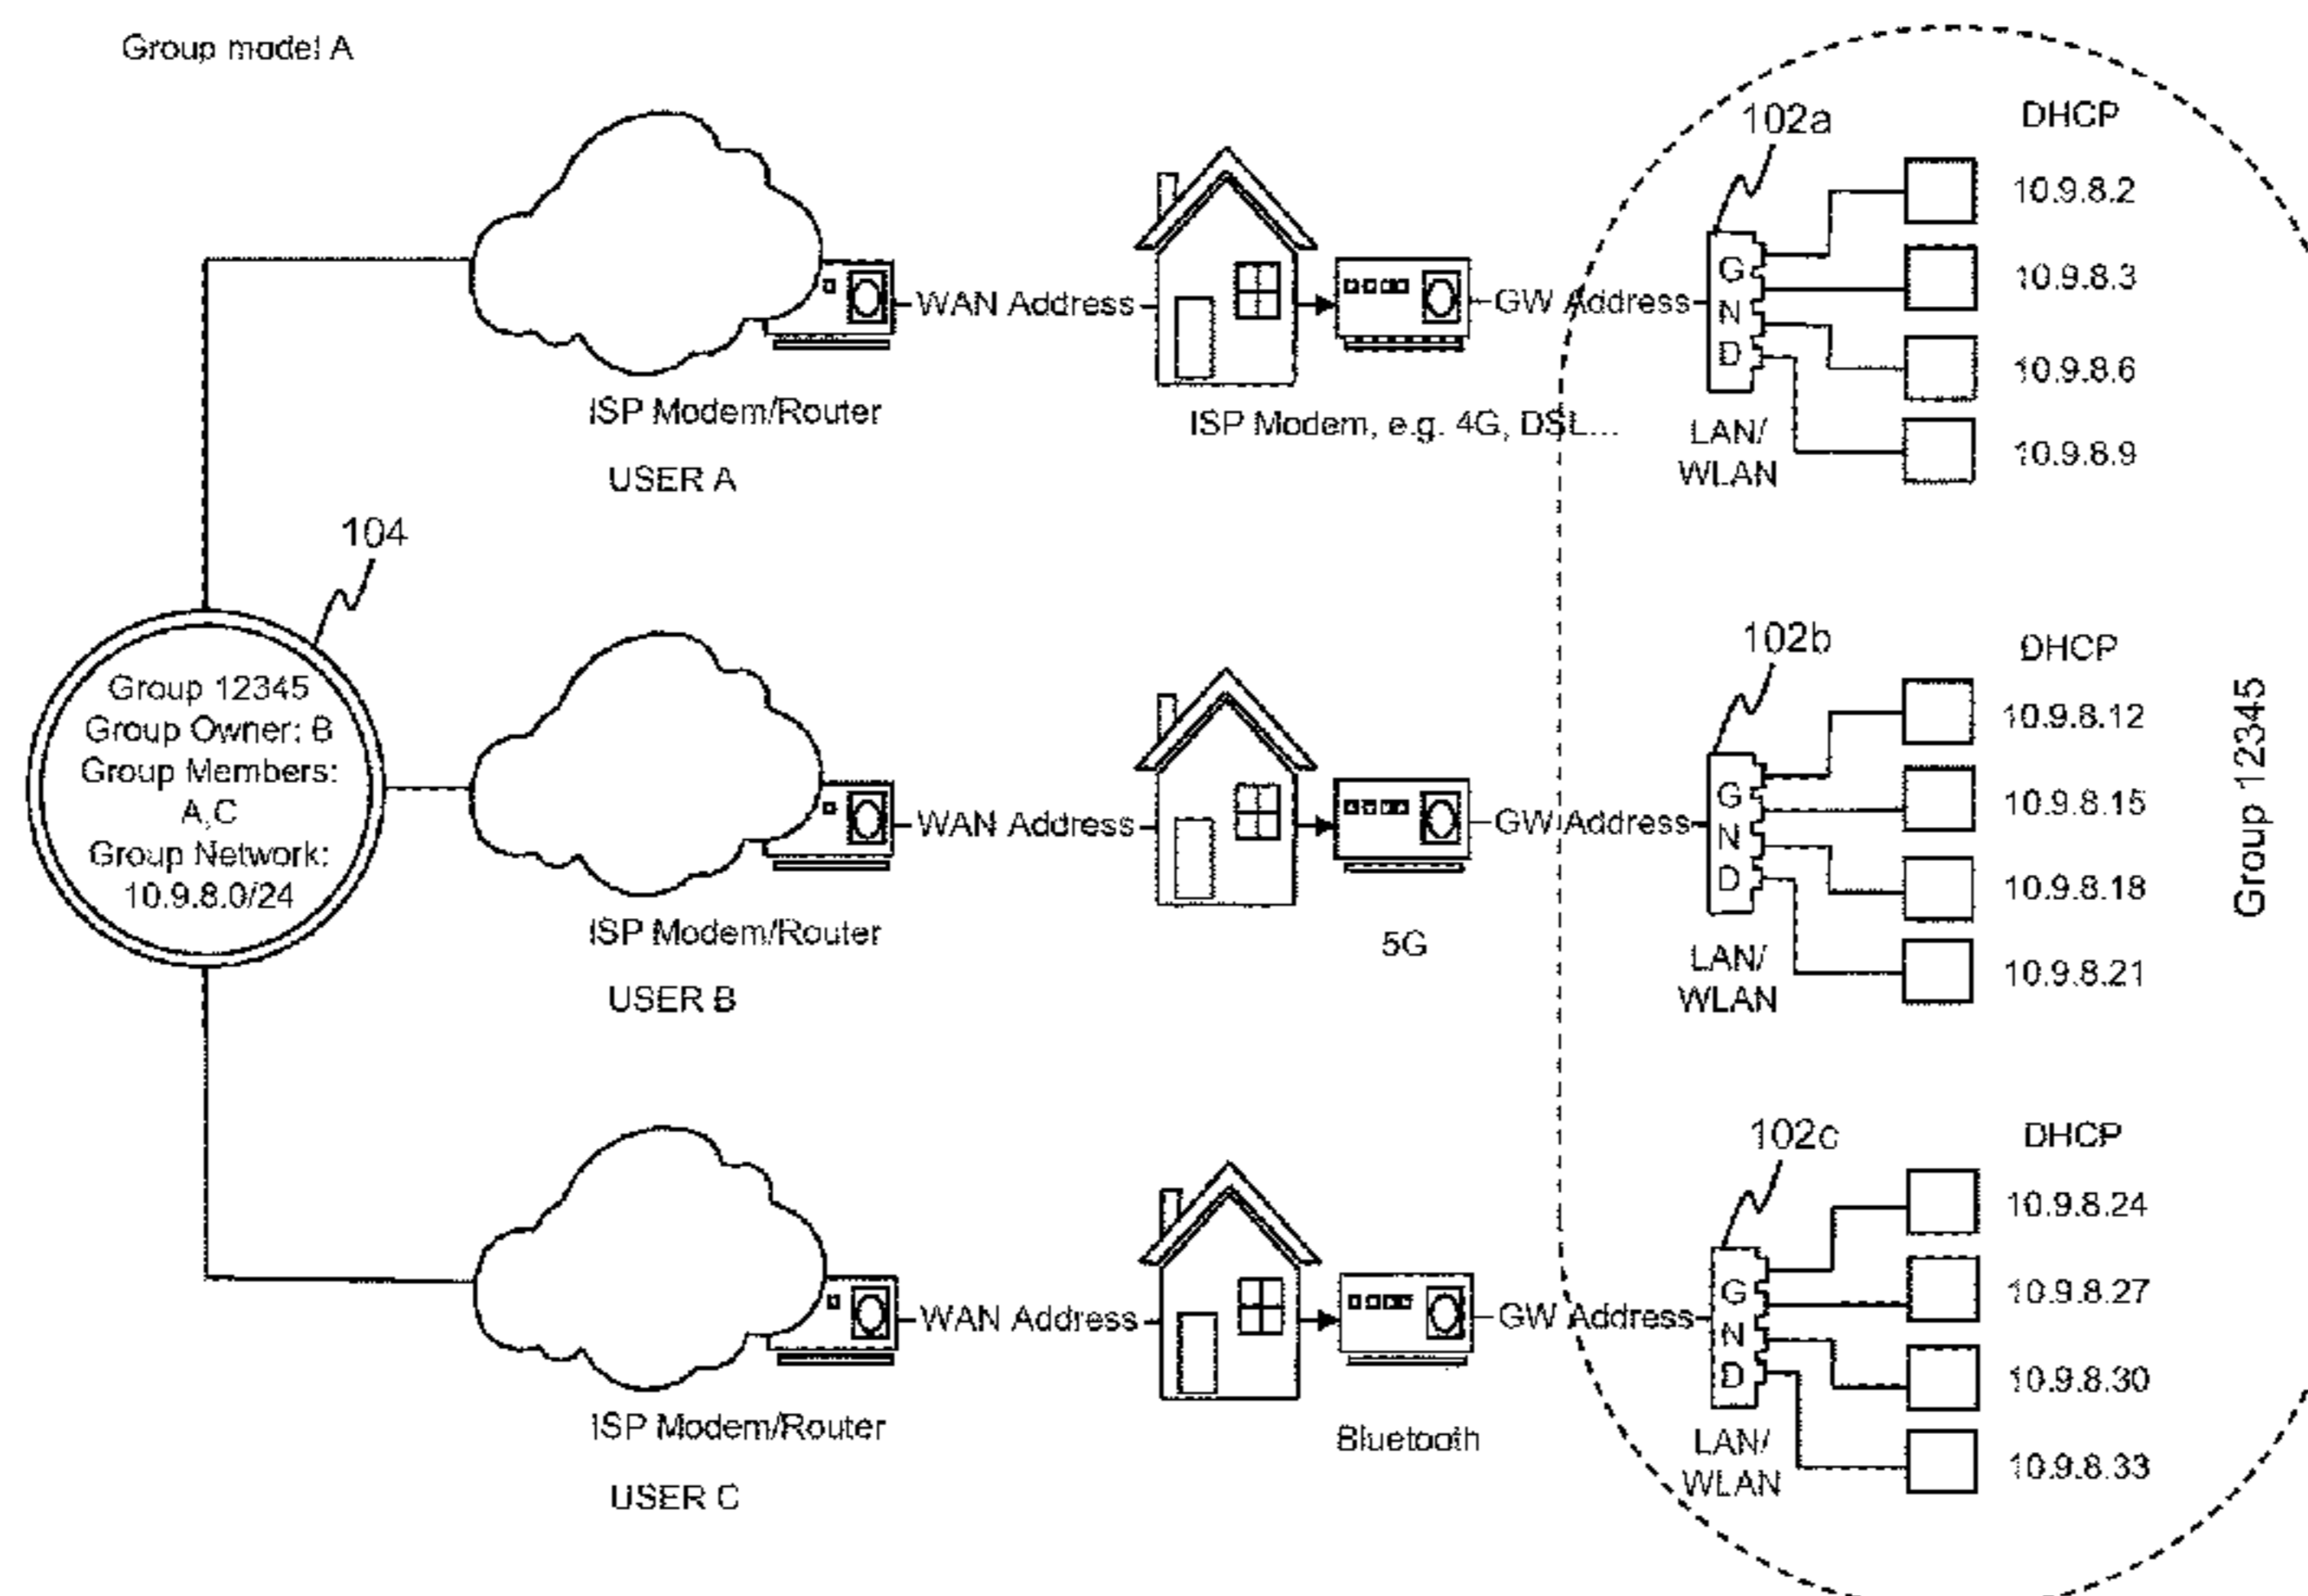 Group model A
102a
DHCP
10.9.8.2
G
N
D
10.9.8.3
WAN Address
GW Address
10.9.8.6
ISP Modem/Router
ISP Modem, e.g. 4G, DSL...
LAN/
WLAN
10.9.8.9
USER A
104
Group 12345
Group Owner: B
Group Members:
A,C
Group Network:
10.9.8.0/24
102b
DHCP
10.9.8.12
G
N
D
10.9.8.15
WAN Address
GW Address
10.9.8.18
ISP Modem/Router
5G
LAN/
WLAN
10.9.8.21
USER B
Group 12345
102c
DHCP
10.9.8.24
G
N
D
10.9.8.27
WAN Address
GW Address
10.9.8.30
ISP Modem/Router
Bluetooth
LAN/
WLAN
10.9.8.33
USER C